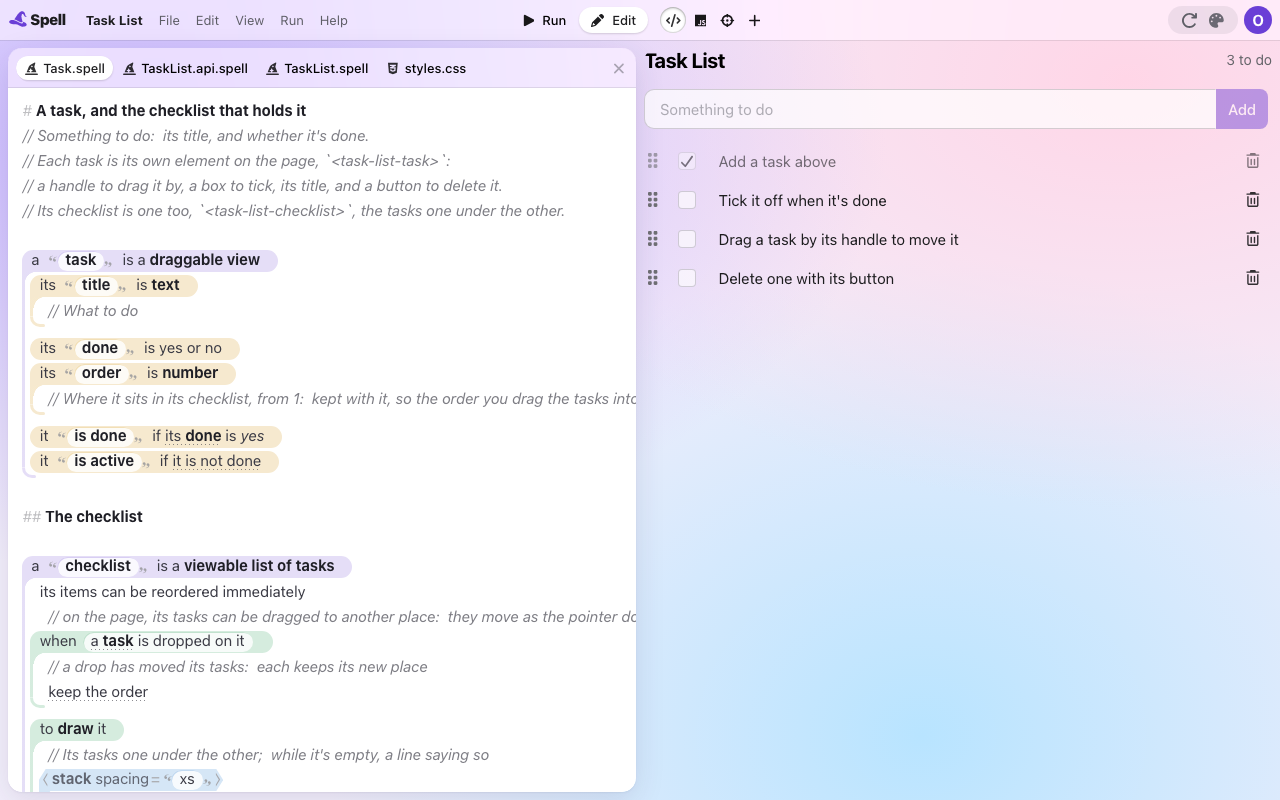 Spell Task List File Edit View Run Help Run Edit </> JS + O
Task.spell TaskList.api.spell TaskList.spell styles.css ×
# A task, and the checklist that holds it
// Something to do:  its title, and whether it's done.
// Each task is its own element on the page, `<task-list-task>`:
// a handle to drag it by, a box to tick, its title, and a button to delete it.
// Its checklist is one too, `<task-list-checklist>`, the tasks one under the other.
a “ task „ is a draggable view
its “ title „ is text
// What to do
its “ done „ is yes or no
its “ order „ is number
// Where it sits in its checklist, from 1:  kept with it, so the order you drag the tasks into
it “ is done „ if its done is yes
it “ is active „ if it is not done
## The checklist
a “ checklist „ is a viewable list of tasks
its items can be reordered immediately
// on the page, its tasks can be dragged to another place:  they move as the pointer do
when a task is dropped on it
// a drop has moved its tasks:  each keeps its new place
keep the order
to draw it
// Its tasks one under the other;  while it's empty, a line saying so
⟨ stack spacing = “ xs „ ⟩
Task List 3 to do
Something to do Add
Add a task above
Tick it off when it's done
Drag a task by its handle to move it
Delete one with its button